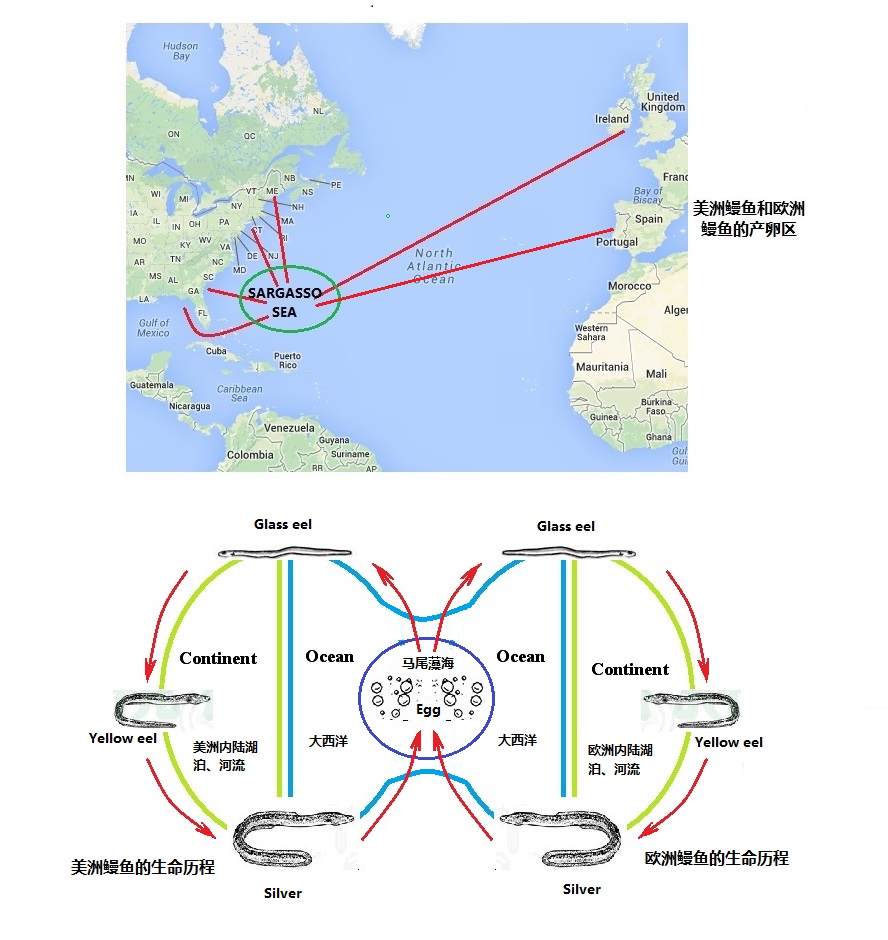 Hudson
Bay
NL
ON
QC
United
Kingdom
Ireland
MN
NB
PE
VT
ME
NS
WI
MI
NY
NH
Franc
Bay of
Biscay
IA
PA
CT
MA
RI
Spain
Portugal
IL
IN
OH
MO
KY
WV
VA
DE
NJ
MD
North
Atlantic
Ocean
美洲鳗鱼和欧洲
鳗鱼的产卵区
AR
TN
NC
MS
AL
SC
GA
LA
FL
SARGASSO
SEA
Morocco
Alger
Gulf of
Mexico
Western
Sahara
Cuba
Puerto
Rico
Mauritania
Mali
Guatemala
Caribbean
Sea
Nicaragua
Burkina
Faso
Guinea
Ghana
Venezuela
Guyana
Colombia
Suriname
RR
AP
Gulf
Gui
Glass eel
Glass eel
Continent
Ocean
马尾藻海
Ocean
Continent
Egg
Yellow eel
美洲内陆湖
泊、河流
大西洋
大西洋
欧洲内陆湖
泊、河流
Yellow eel
美洲鳗鱼的生命历程
欧洲鳗鱼的生命历程
Silver
Silver